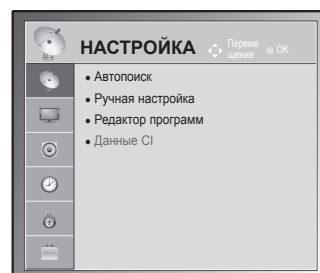 НАСТРОЙКА
Переме
щение
OK
• Автопоиск
• Ручная настройка
• Редактор программ
• Данные CI